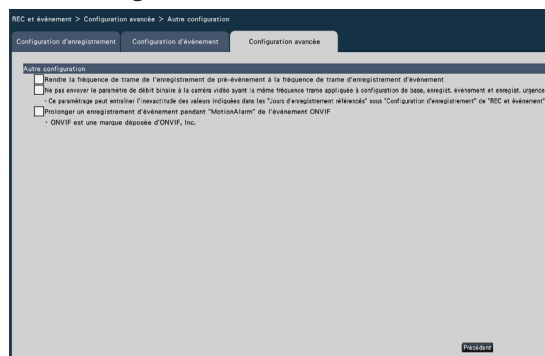 REC et événement > Configuration avancée > Autre configuration
Configuration d'enregistrement Configuration d'événement Configuration avancée
Autre configuration
Rendre la fréquence de trame de l'enregistrement de pré-événement à la fréquence de trame d'enregistrement d'événement
Ne pas envoyer le paramètre de débit binaire à la caméra vidéo ayant la même fréquence trame appliquée à configuration de base, enregist. événement et enregist. urgence
・Ce paramétrage peut entraîner l'inexactitude des valeurs indiquées dans les "Jours d'enregistrement référencés" sous "Configuration d'enregistrement" de "REC et événement"
Prolonger un enregistrement d'événement pendant "MotionAlarm" de l'événement ONVIF
・ONVIF est une marque déposée d'ONVIF, Inc.
Précédent